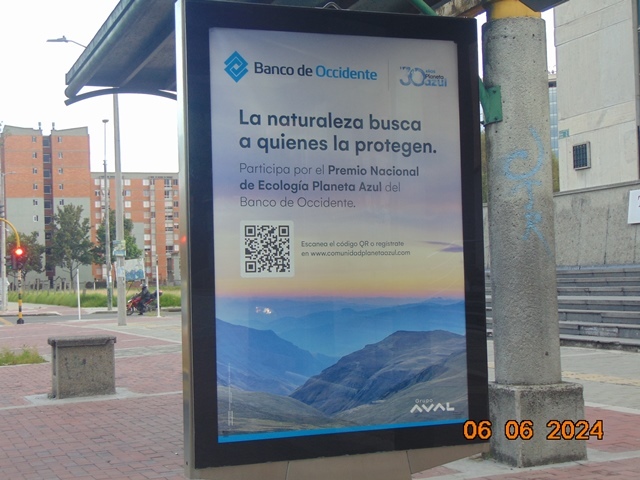 Banco de Occidente
30 años
Planeta
azul
La naturaleza busca
a quienes la protegen.
Participa por el Premio Nacional
de Ecología Planeta Azul del
Banco de Occidente.
Escanea el código QR o regístrate
en www.comunidadplanetaazul.com
Grupo
AVAL
06 06 2024